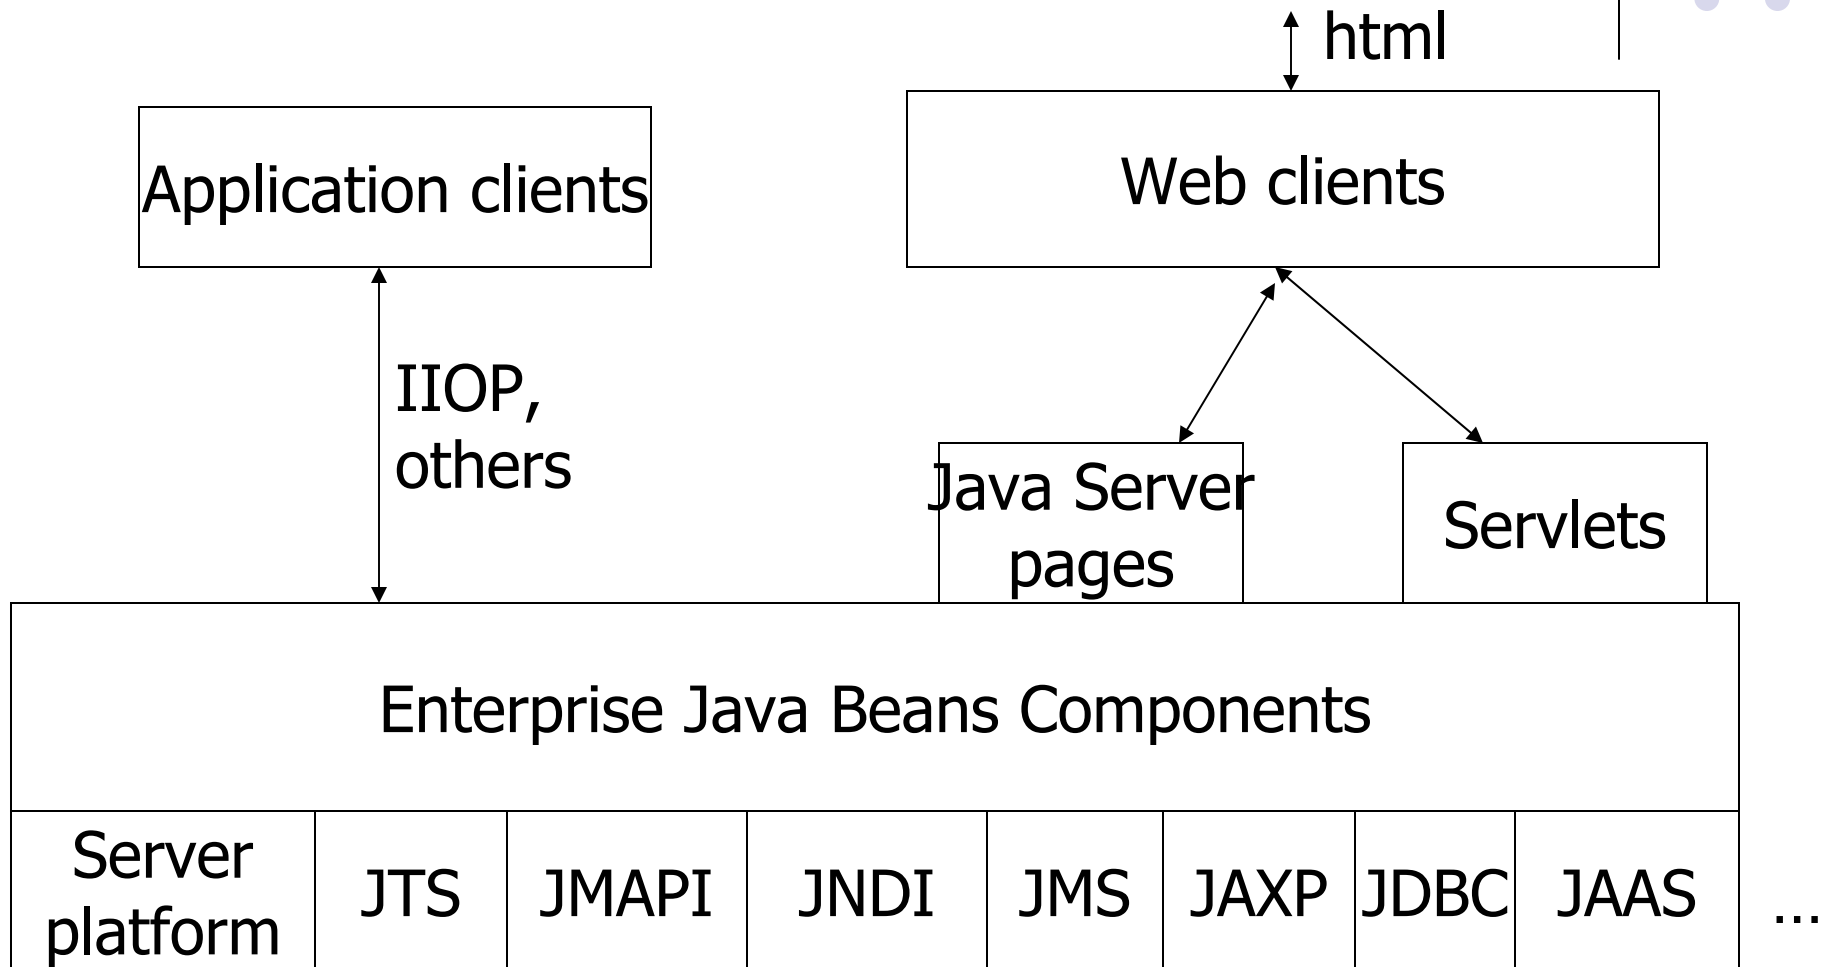 html
Application clients
Web clients
IIOP,
others
Java Server
pages
Servlets
Enterprise Java Beans Components
Server
platform
JTS
JMAPI
JNDI
JMS
JAXP
JDBC
JAAS
...